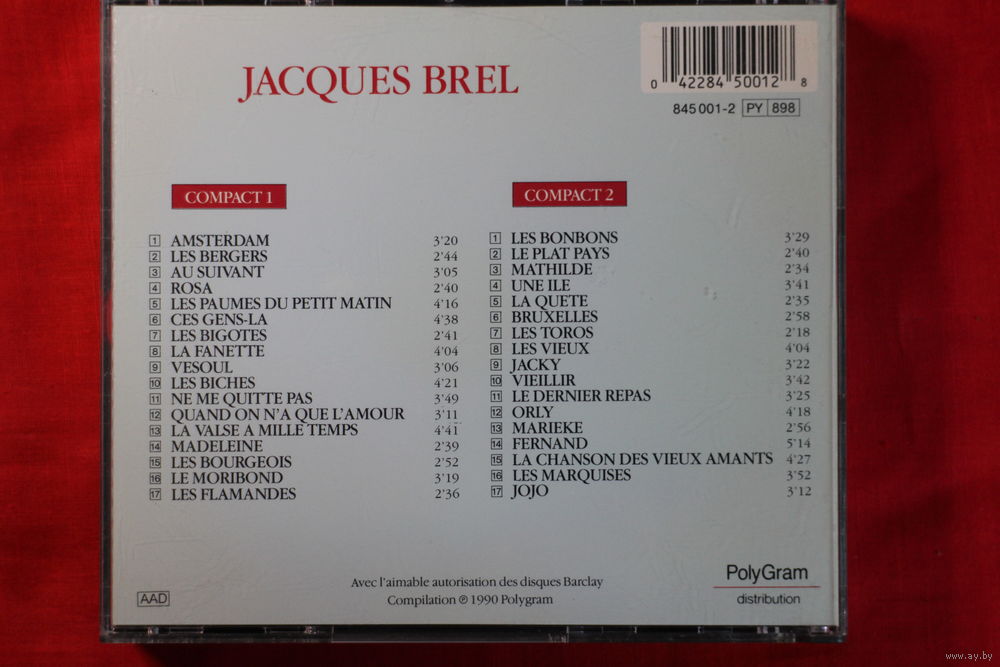 JACQUES BREL
0 42284 50012 8
845 001-2 PY 898
COMPACT 1
1 AMSTERDAM 3'20
2 LES BERGERS 2'44
3 AU SUIVANT 3'05
4 ROSA 2'40
5 LES PAUMES DU PETIT MATIN 4'16
6 CES GENS-LA 4'38
7 LES BIGOTES 2'41
8 LA FANETTE 4'04
9 VESOUL 3'06
10 LES BICHES 4'21
11 NE ME QUITTE PAS 3'49
12 QUAND ON N'A QUE L'AMOUR 3'11
13 LA VALSE A MILLE TEMPS 4'41
14 MADELEINE 2'39
15 LES BOURGEOIS 2'52
16 LE MORIBOND 3'19
17 LES FLAMANDES 2'36
COMPACT 2
1 LES BONBONS 3'29
2 LE PLAT PAYS 2'40
3 MATHILDE 2'34
4 UNE ILE 3'41
5 LA QUETE 2'35
6 BRUXELLES 2'58
7 LES TOROS 2'18
8 LES VIEUX 4'04
9 JACKY 3'22
10 VIEILLIR 3'42
11 LE DERNIER REPAS 3'25
12 ORLY 4'18
13 MARIEKE 2'56
14 FERNAND 5'14
15 LA CHANSON DES VIEUX AMANTS 4'27
16 LES MARQUISES 3'52
17 JOJO 3'12
AAD
Avec l'aimable autorisation des disques Barclay
Compilation ℗ 1990 Polygram
PolyGram
distribution
www.ay.by